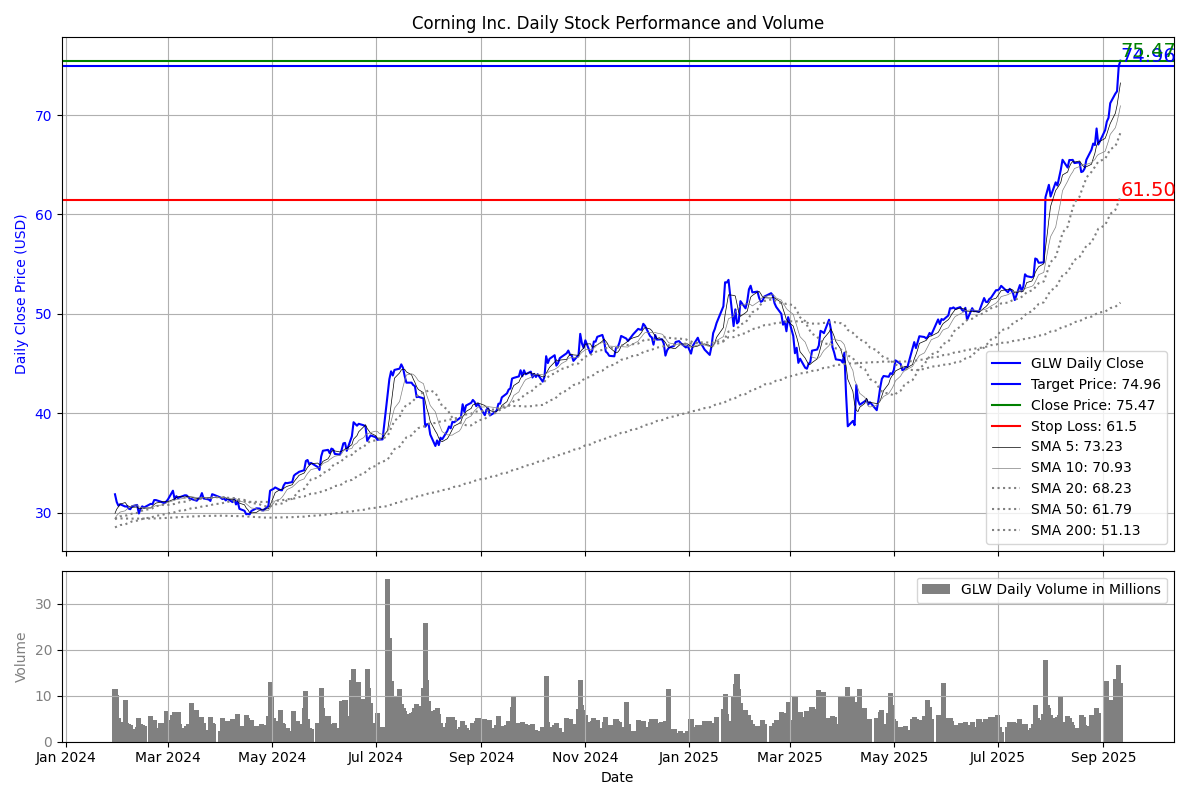 Corning Inc. Daily Stock Performance and Volume
75.47
74.96
70
61.50
60
50
40
30
Daily Close Price (USD)
GLW Daily Close
Target Price: 74.96
Close Price: 75.47
Stop Loss: 61.5
SMA 5: 73.23
SMA 10: 70.93
SMA 20: 68.23
SMA 50: 61.79
SMA 200: 51.13
GLW Daily Volume in Millions
30
20
10
0
Volume
Jan 2024 Mar 2024 May 2024 Jul 2024 Sep 2024 Nov 2024 Jan 2025 Mar 2025 May 2025 Jul 2025 Sep 2025
Date